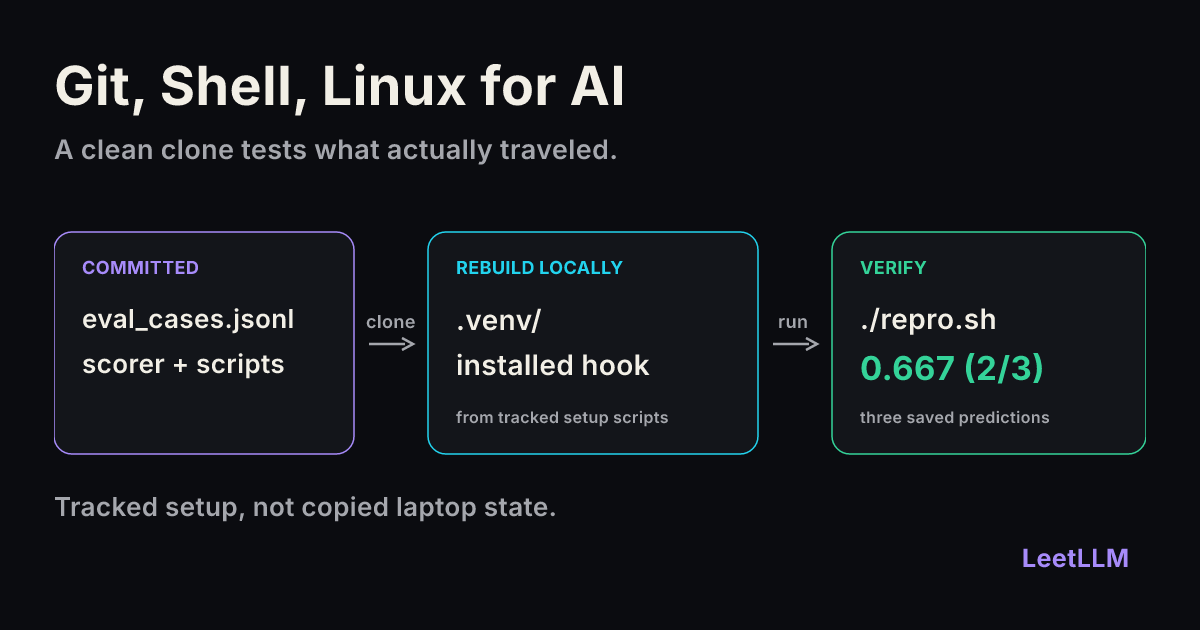 Git, Shell, Linux for AI
A clean clone tests what actually traveled.
COMMITTED
eval_cases.jsonl
scorer + scripts
clone
REBUILD LOCALLY
.venv/
installed hook
from tracked setup scripts
run
VERIFY
./repro.sh
0.667 (2/3)
three saved predictions
Tracked setup, not copied laptop state.
LeetLLM